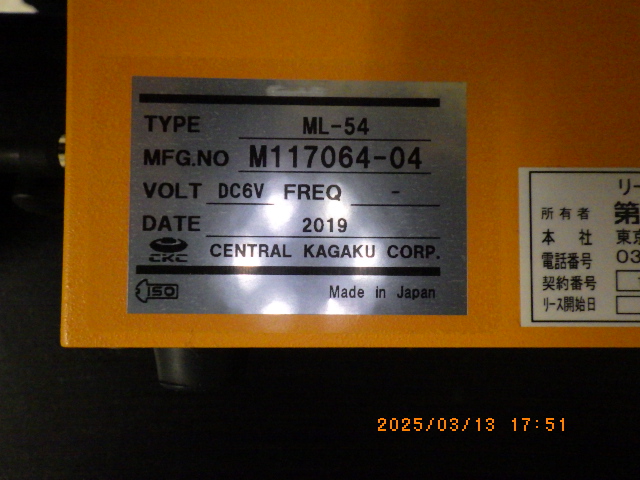 TYPE ML-54
MFG.NO M117064-04
VOLT DC6V FREQ -
DATE 2019
CKC CENTRAL KAGAKU CORP.
ISO Made in Japan
リー
所有者 第
本 社 東京
電話番号 03
契約番号
リース開始日
2025/03/13 17:51